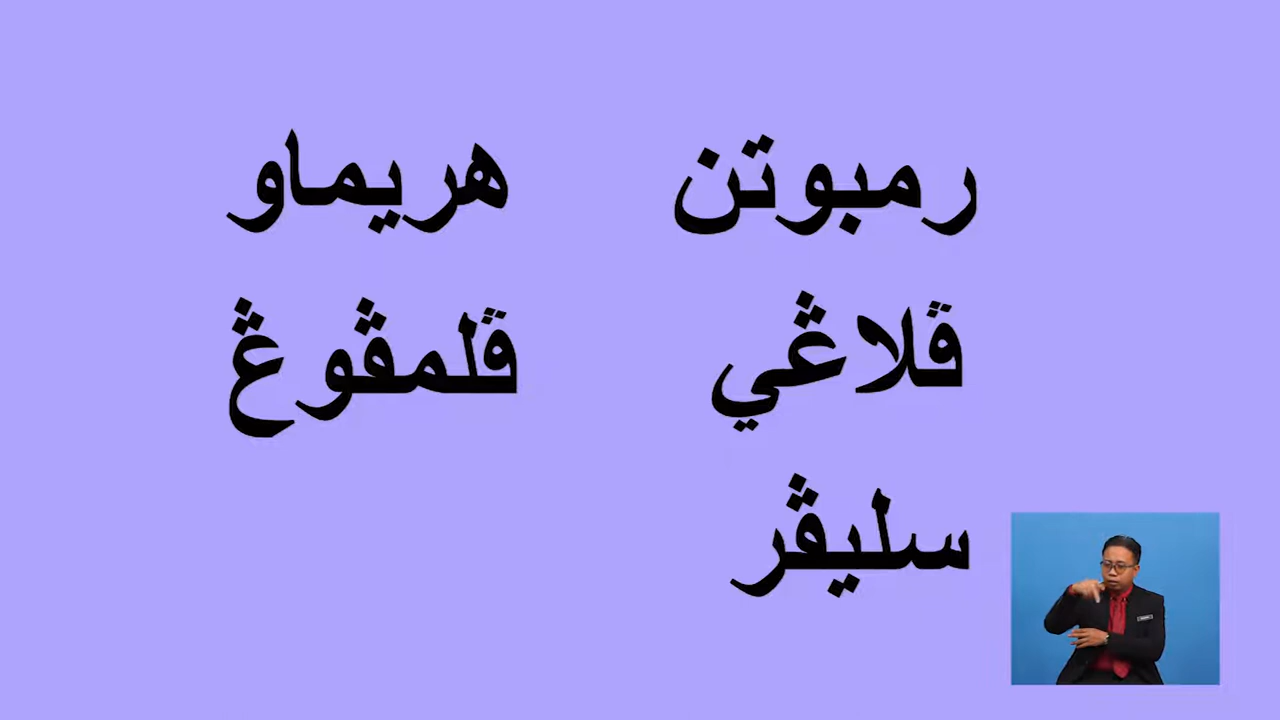 رمبوتن
ڤلاڠي
سليڤر
هريماو
ڤلمڤوڠ